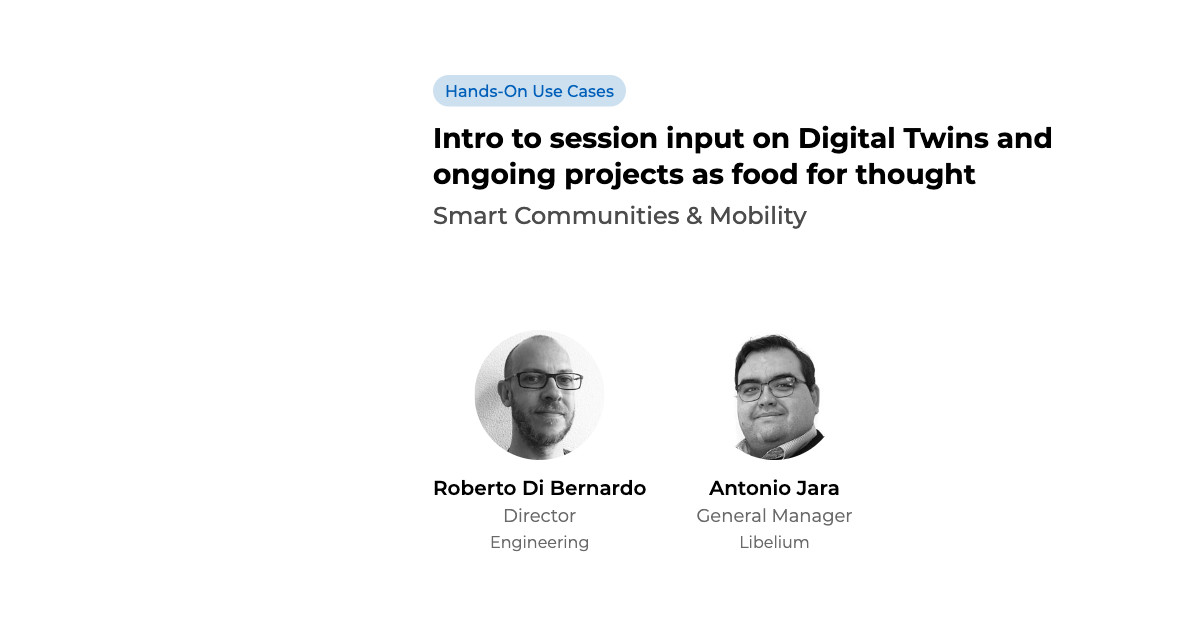 Hands-On Use Cases
Intro to session input on Digital Twins and
ongoing projects as food for thought
Smart Communities & Mobility
Roberto Di Bernardo
Director
Engineering
Antonio Jara
General Manager
Libelium